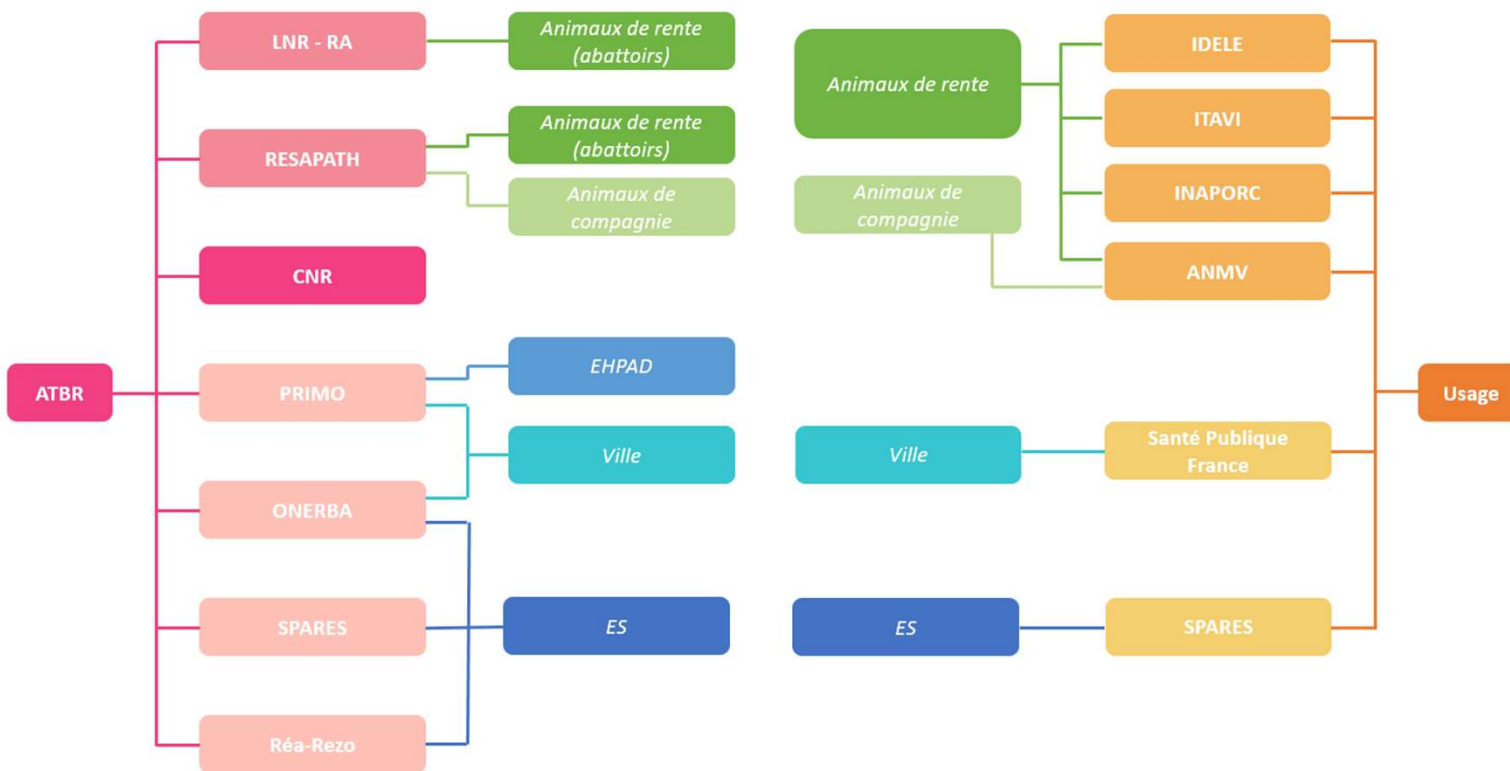 LNR - RA
Animaux de rente
(abattoirs)
Animaux de rente
IDELE
RESAPATH
Animaux de rente
(abattoirs)
ITAVI
Animaux de
compagnie
Animaux de
compagnie
INAPORC
CNR
ANMV
ATBR
PRIMO
EHPAD
Usage
Ville
Ville
Santé Publique
France
ONERBA
SPARES
ES
ES
SPARES
Réa-Rezo